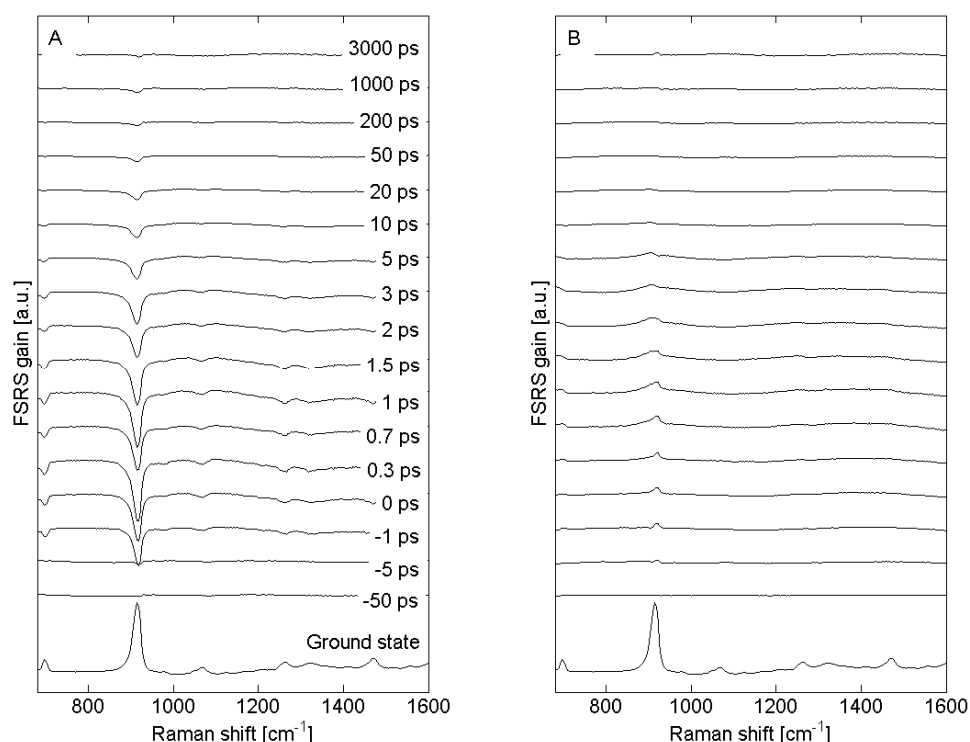 A
3000 ps
1000 ps
200 ps
50 ps
20 ps
10 ps
5 ps
3 ps
2 ps
1.5 ps
1 ps
0.7 ps
0.3 ps
0 ps
-1 ps
-5 ps
-50 ps
Ground state
FSRS gain [a.u.]
800 1000 1200 1400 1600
Raman shift [cm-1]
B
FSRS gain [a.u.]
800 1000 1200 1400 1600
Raman shift [cm-1]